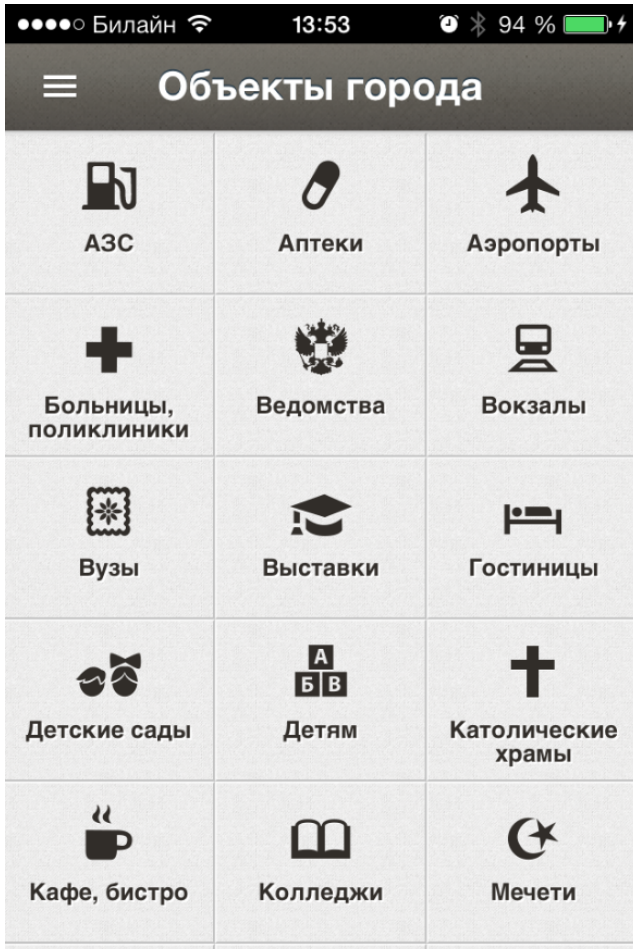 Билайн 13:53 94 %
Объекты города
АЗС Аптеки Аэропорты
Больницы, Ведомства Вокзалы
поликлиники
Вузы Выставки Гостиницы
А
Б В
Детские сады Детям Католические
храмы
Кафе, бистро Колледжи Мечети